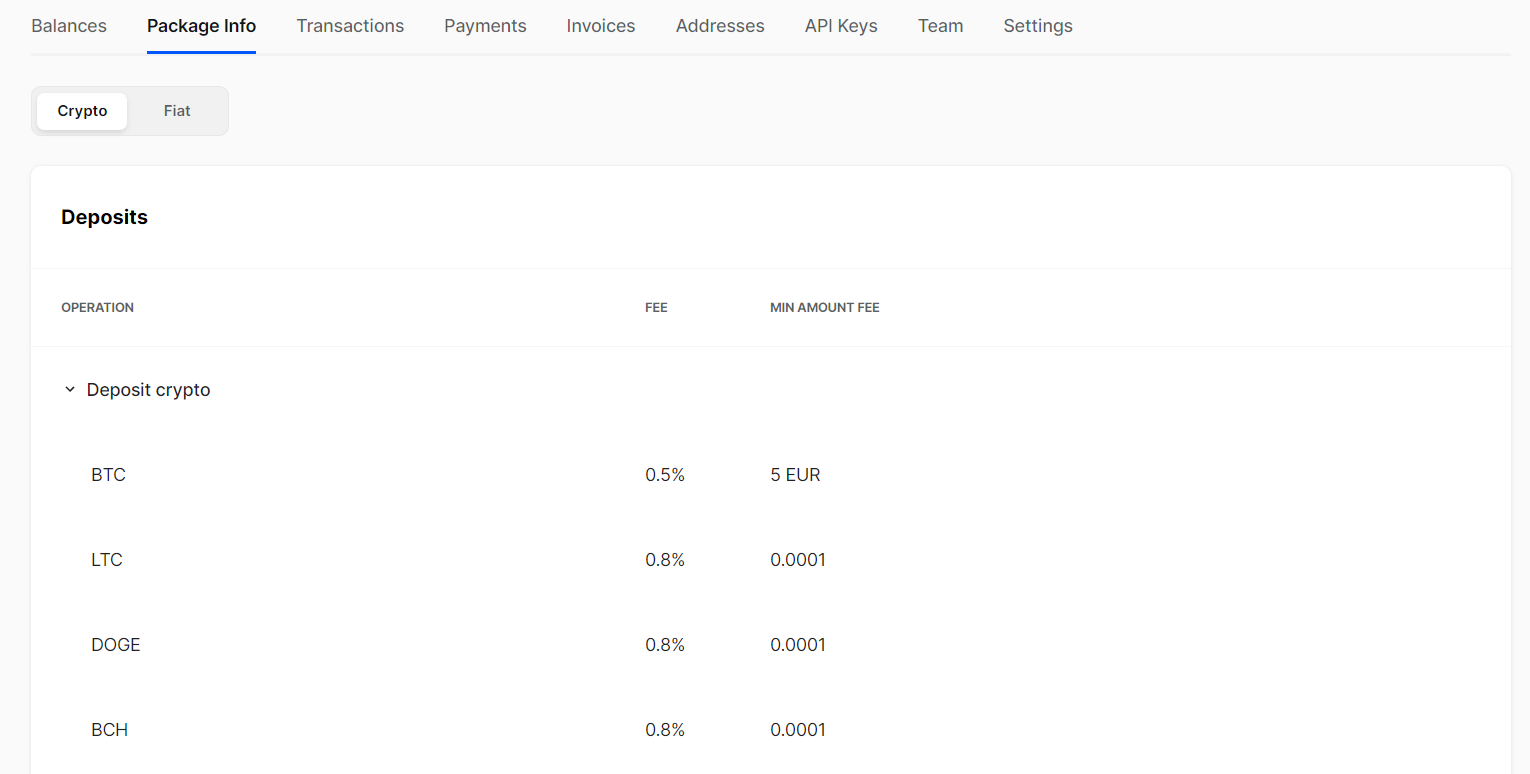 Balances Package Info Transactions Payments Invoices Addresses API Keys Team Settings
Crypto Fiat
Deposits
OPERATION FEE MIN AMOUNT FEE
Deposit crypto
BTC 0.5% 5 EUR
LTC 0.8% 0.0001
DOGE 0.8% 0.0001
BCH 0.8% 0.0001